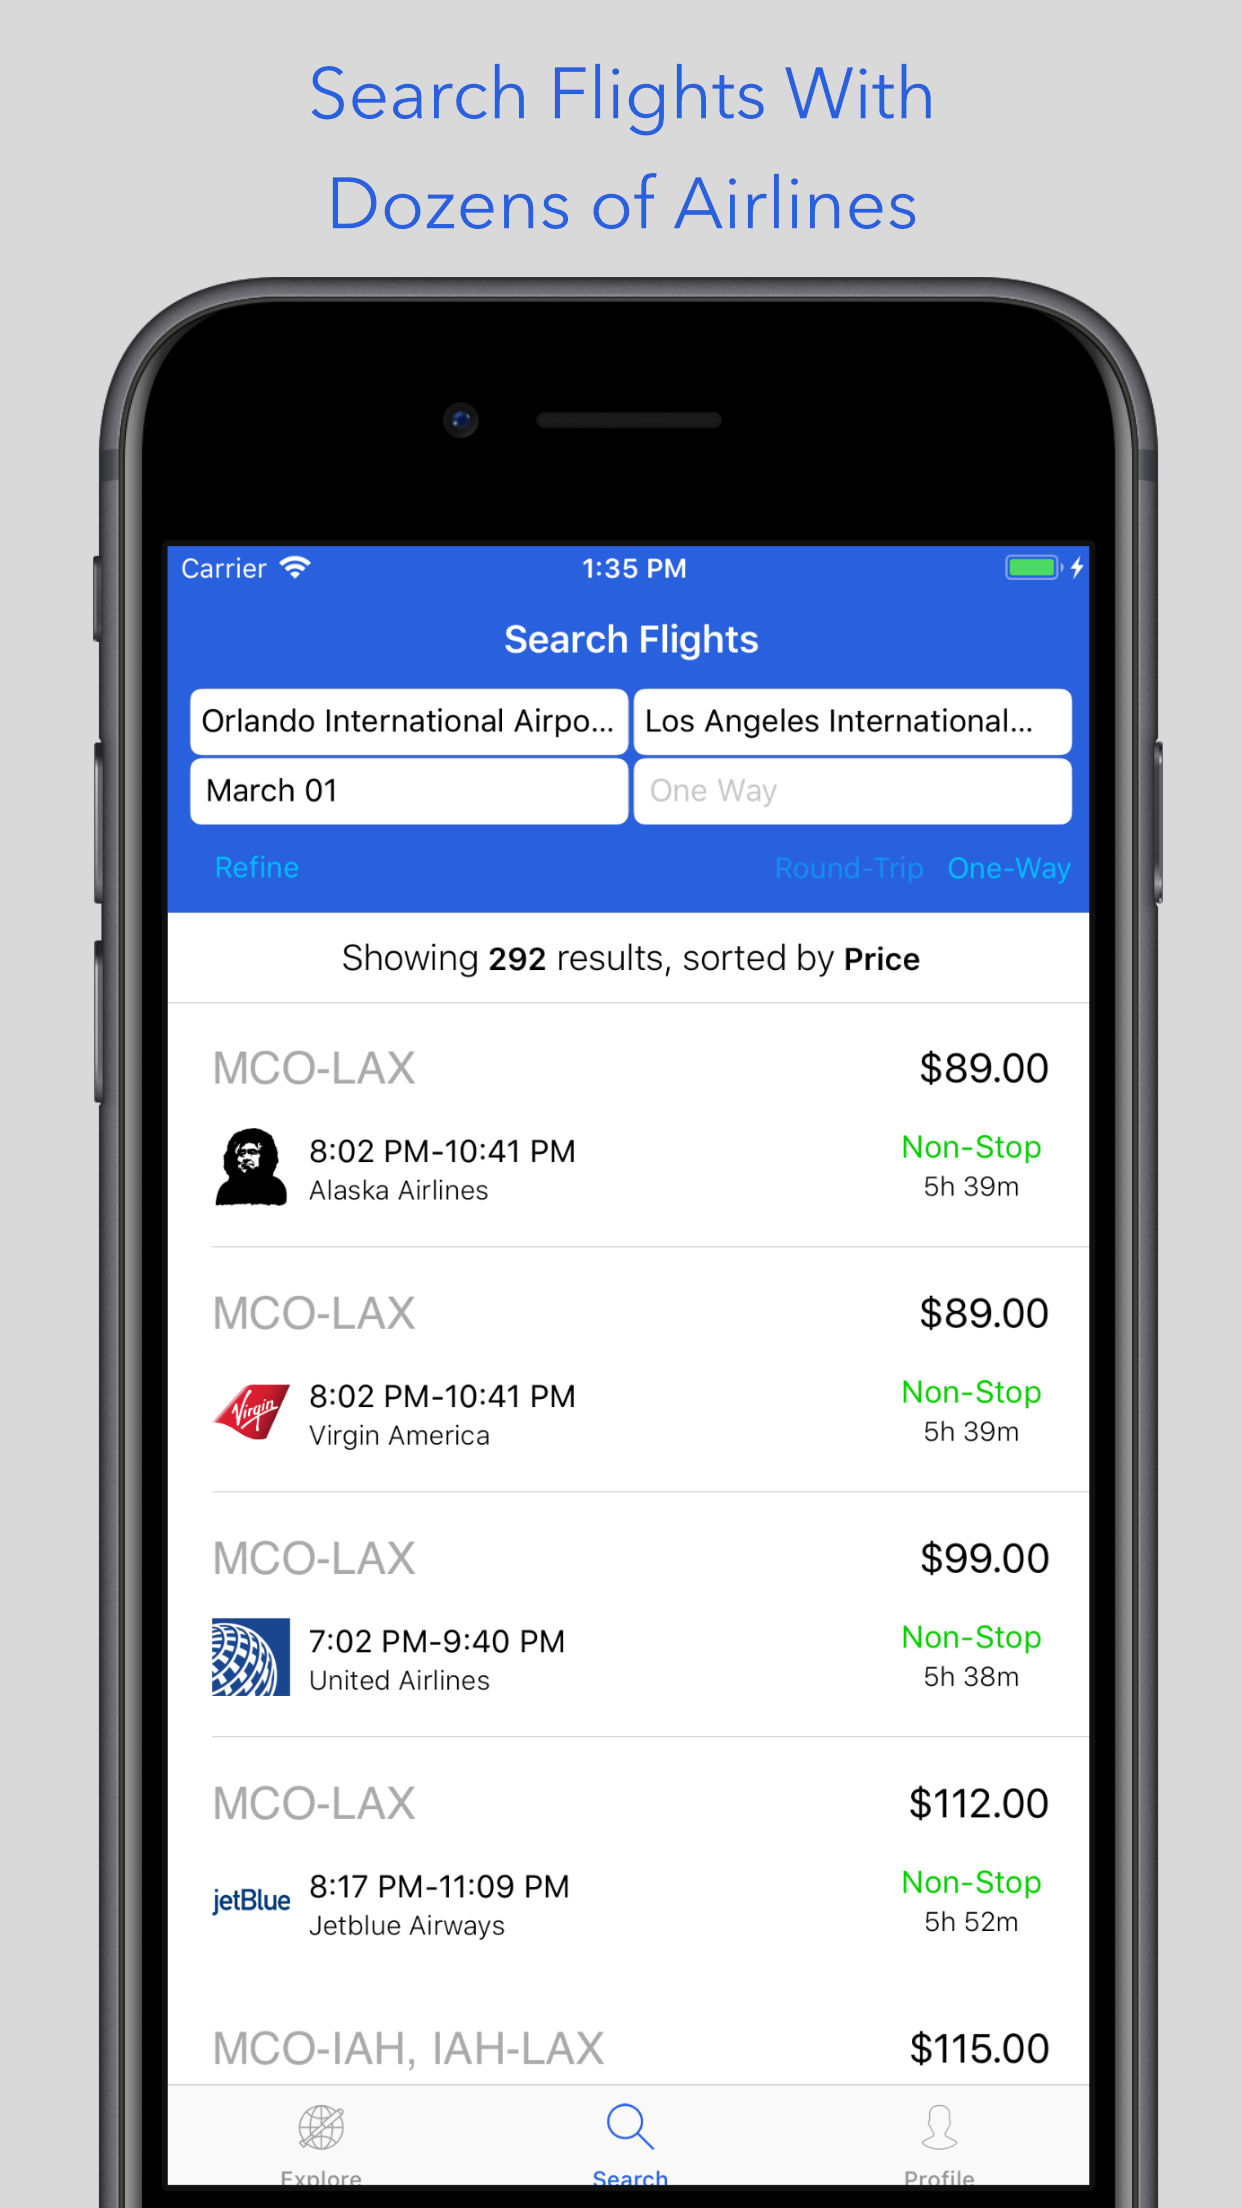 Search Flights With
Dozens of Airlines
Carrier 1:35 PM
Search Flights
Orlando International Airpo... Los Angeles International...
March 01 One Way
Refine Round-Trip One-Way
Showing 292 results, sorted by Price
MCO-LAX $89.00
8:02 PM-10:41 PM Non-Stop
Alaska Airlines 5h 39m
MCO-LAX $89.00
Virgin 8:02 PM-10:41 PM Non-Stop
Virgin America 5h 39m
MCO-LAX $99.00
7:02 PM-9:40 PM Non-Stop
United Airlines 5h 38m
MCO-LAX $112.00
jetBlue 8:17 PM-11:09 PM Non-Stop
Jetblue Airways 5h 52m
MCO-IAH, IAH-LAX $115.00
Explore Search Profile